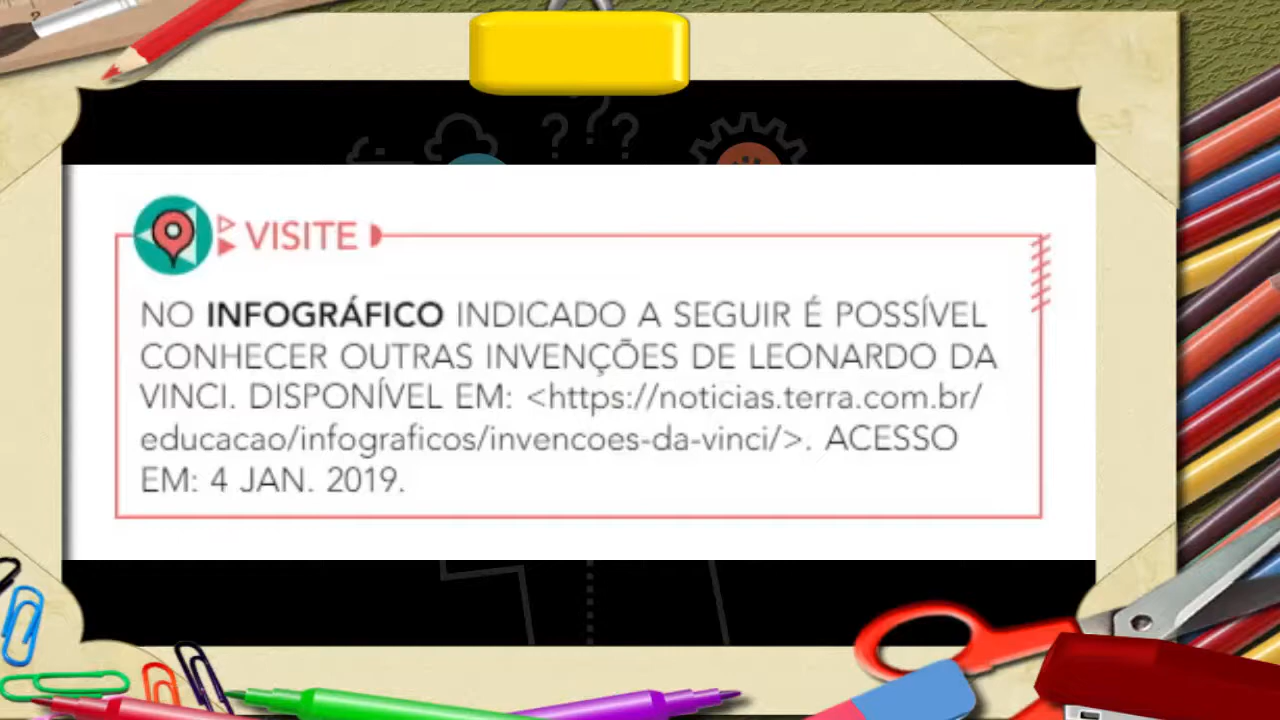 VISITE
NO INFOGRÁFICO INDICADO A SEGUIR É POSSÍVEL
CONHECER OUTRAS INVENÇÕES DE LEONARDO DA
VINCI. DISPONÍVEL EM: <https://noticias.terra.com.br/
educacao/infograficos/invencoes-da-vinci/>. ACESSO
EM: 4 JAN. 2019.